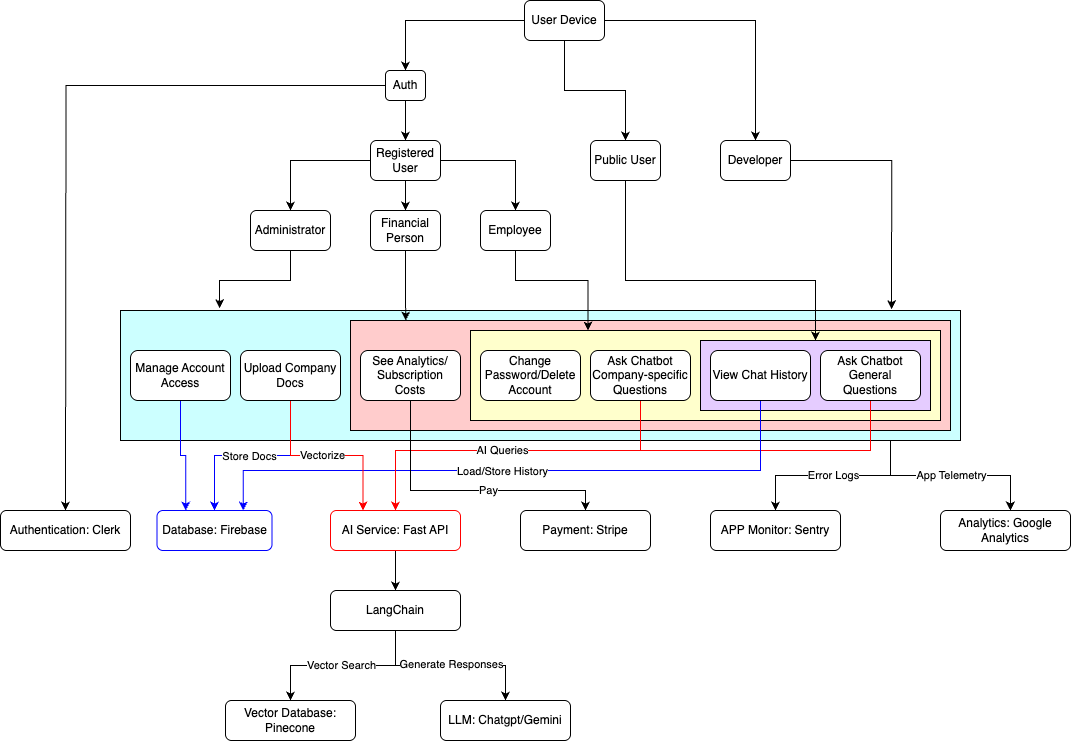 User Device
Auth
Registered
User
Public User
Developer
Administrator
Financial
Person
Employee
Manage Account
Access
Upload Company
Docs
See Analytics/
Subscription
Costs
Change
Password/Delete
Account
Ask Chatbot
Company-specific
Questions
View Chat History
Ask Chatbot
General
Questions
Store Docs
Vectorize
AI Queries
Load/Store History
Pay
Error Logs
App Telemetry
Authentication: Clerk
Database: Firebase
AI Service: Fast API
Payment: Stripe
APP Monitor: Sentry
Analytics: Google
Analytics
LangChain
Vector Search
Generate Responses
Vector Database:
Pinecone
LLM: Chatgpt/Gemini